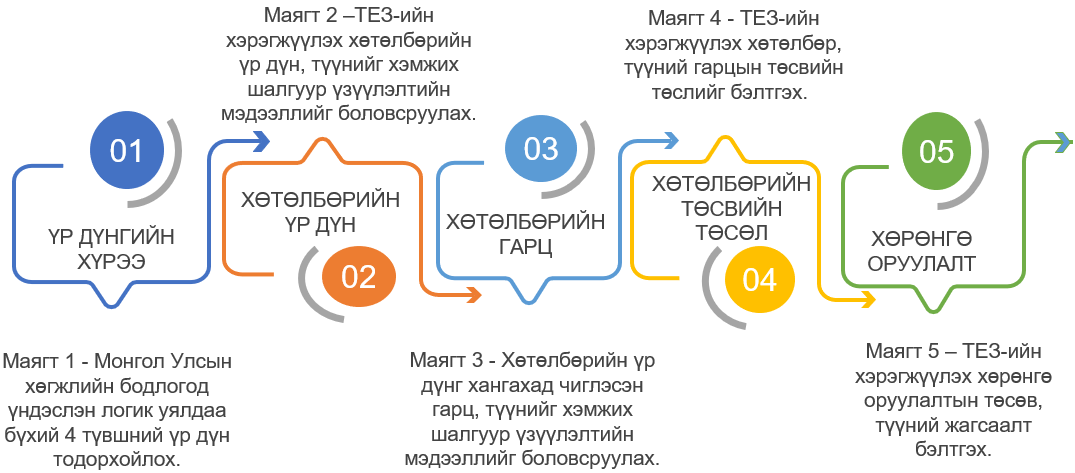 Маягт 2 –ТЕЗ-ийн
хэрэгжүүлэх хөтөлбөрийн
үр дүн, түүнийг хэмжих
шалгуур үзүүлэлтийн
мэдээллийг боловсруулах.
Маягт 4 - ТЕЗ-ийн
хэрэгжүүлэх хөтөлбөр,
түүний гарцын төсвийн
төслийг бэлтгэх.
01
ҮР ДҮНГИЙН
ХҮРЭЭ
ХӨТӨЛБӨРИЙН
ҮР ДҮН
02
03
ХӨТӨЛБӨРИЙН
ГАРЦ
ХӨТӨЛБӨРИЙН
ТӨСВИЙН
ТӨСӨЛ
04
05
ХӨРӨНГӨ
ОРУУЛАЛТ
Маягт 1 - Монгол Улсын
хөгжлийн бодлогод
үндэслэн логик уялдаа
бүхий 4 түвшний үр дүн
тодорхойлох.
Маягт 3 - Хөтөлбөрийн үр
дүнг хангахад чиглэсэн
гарц, түүнийг хэмжих
шалгуур үзүүлэлтийн
мэдээллийг боловсруулах.
Маягт 5 – ТЕЗ-ийн
хэрэгжүүлэх хөрөнгө
оруулалтын төсөв,
түүний жагсаалт
бэлтгэх.